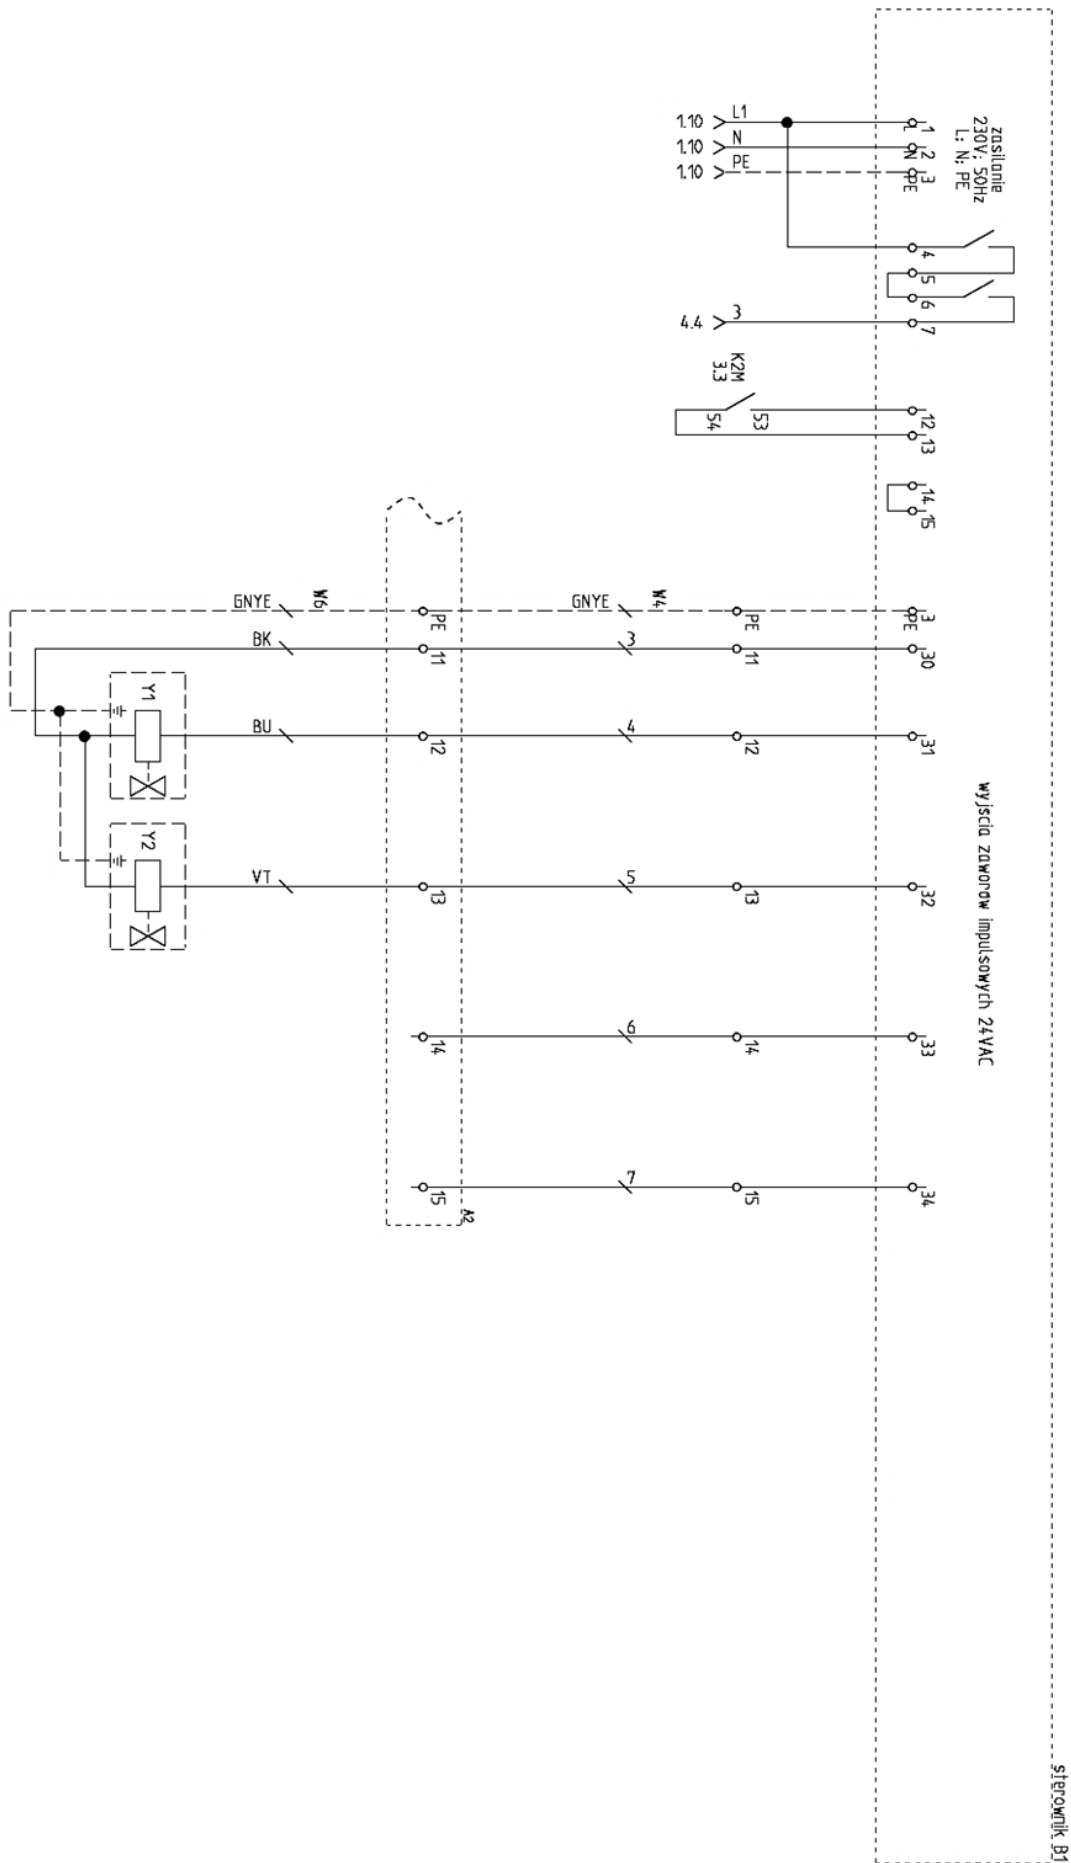 sterownik B1
zasilanie
230V; 50Hz
L; N; PE
1.10
L1
1
L
1.10
N
2
N
1.10
PE
3
PE
4
5
6
4.4
3
7
K2M
3.3
54
53
12
13
14
15
GNYE
W6
PE
GNYE
W4
PE
3
PE
BK
11
3
11
30
Y1
BU
12
4
12
31
wyjscia zaworow impulsowych 24VAC
Y2
VT
13
5
13
32
14
6
14
33
15
7
15
34
A2